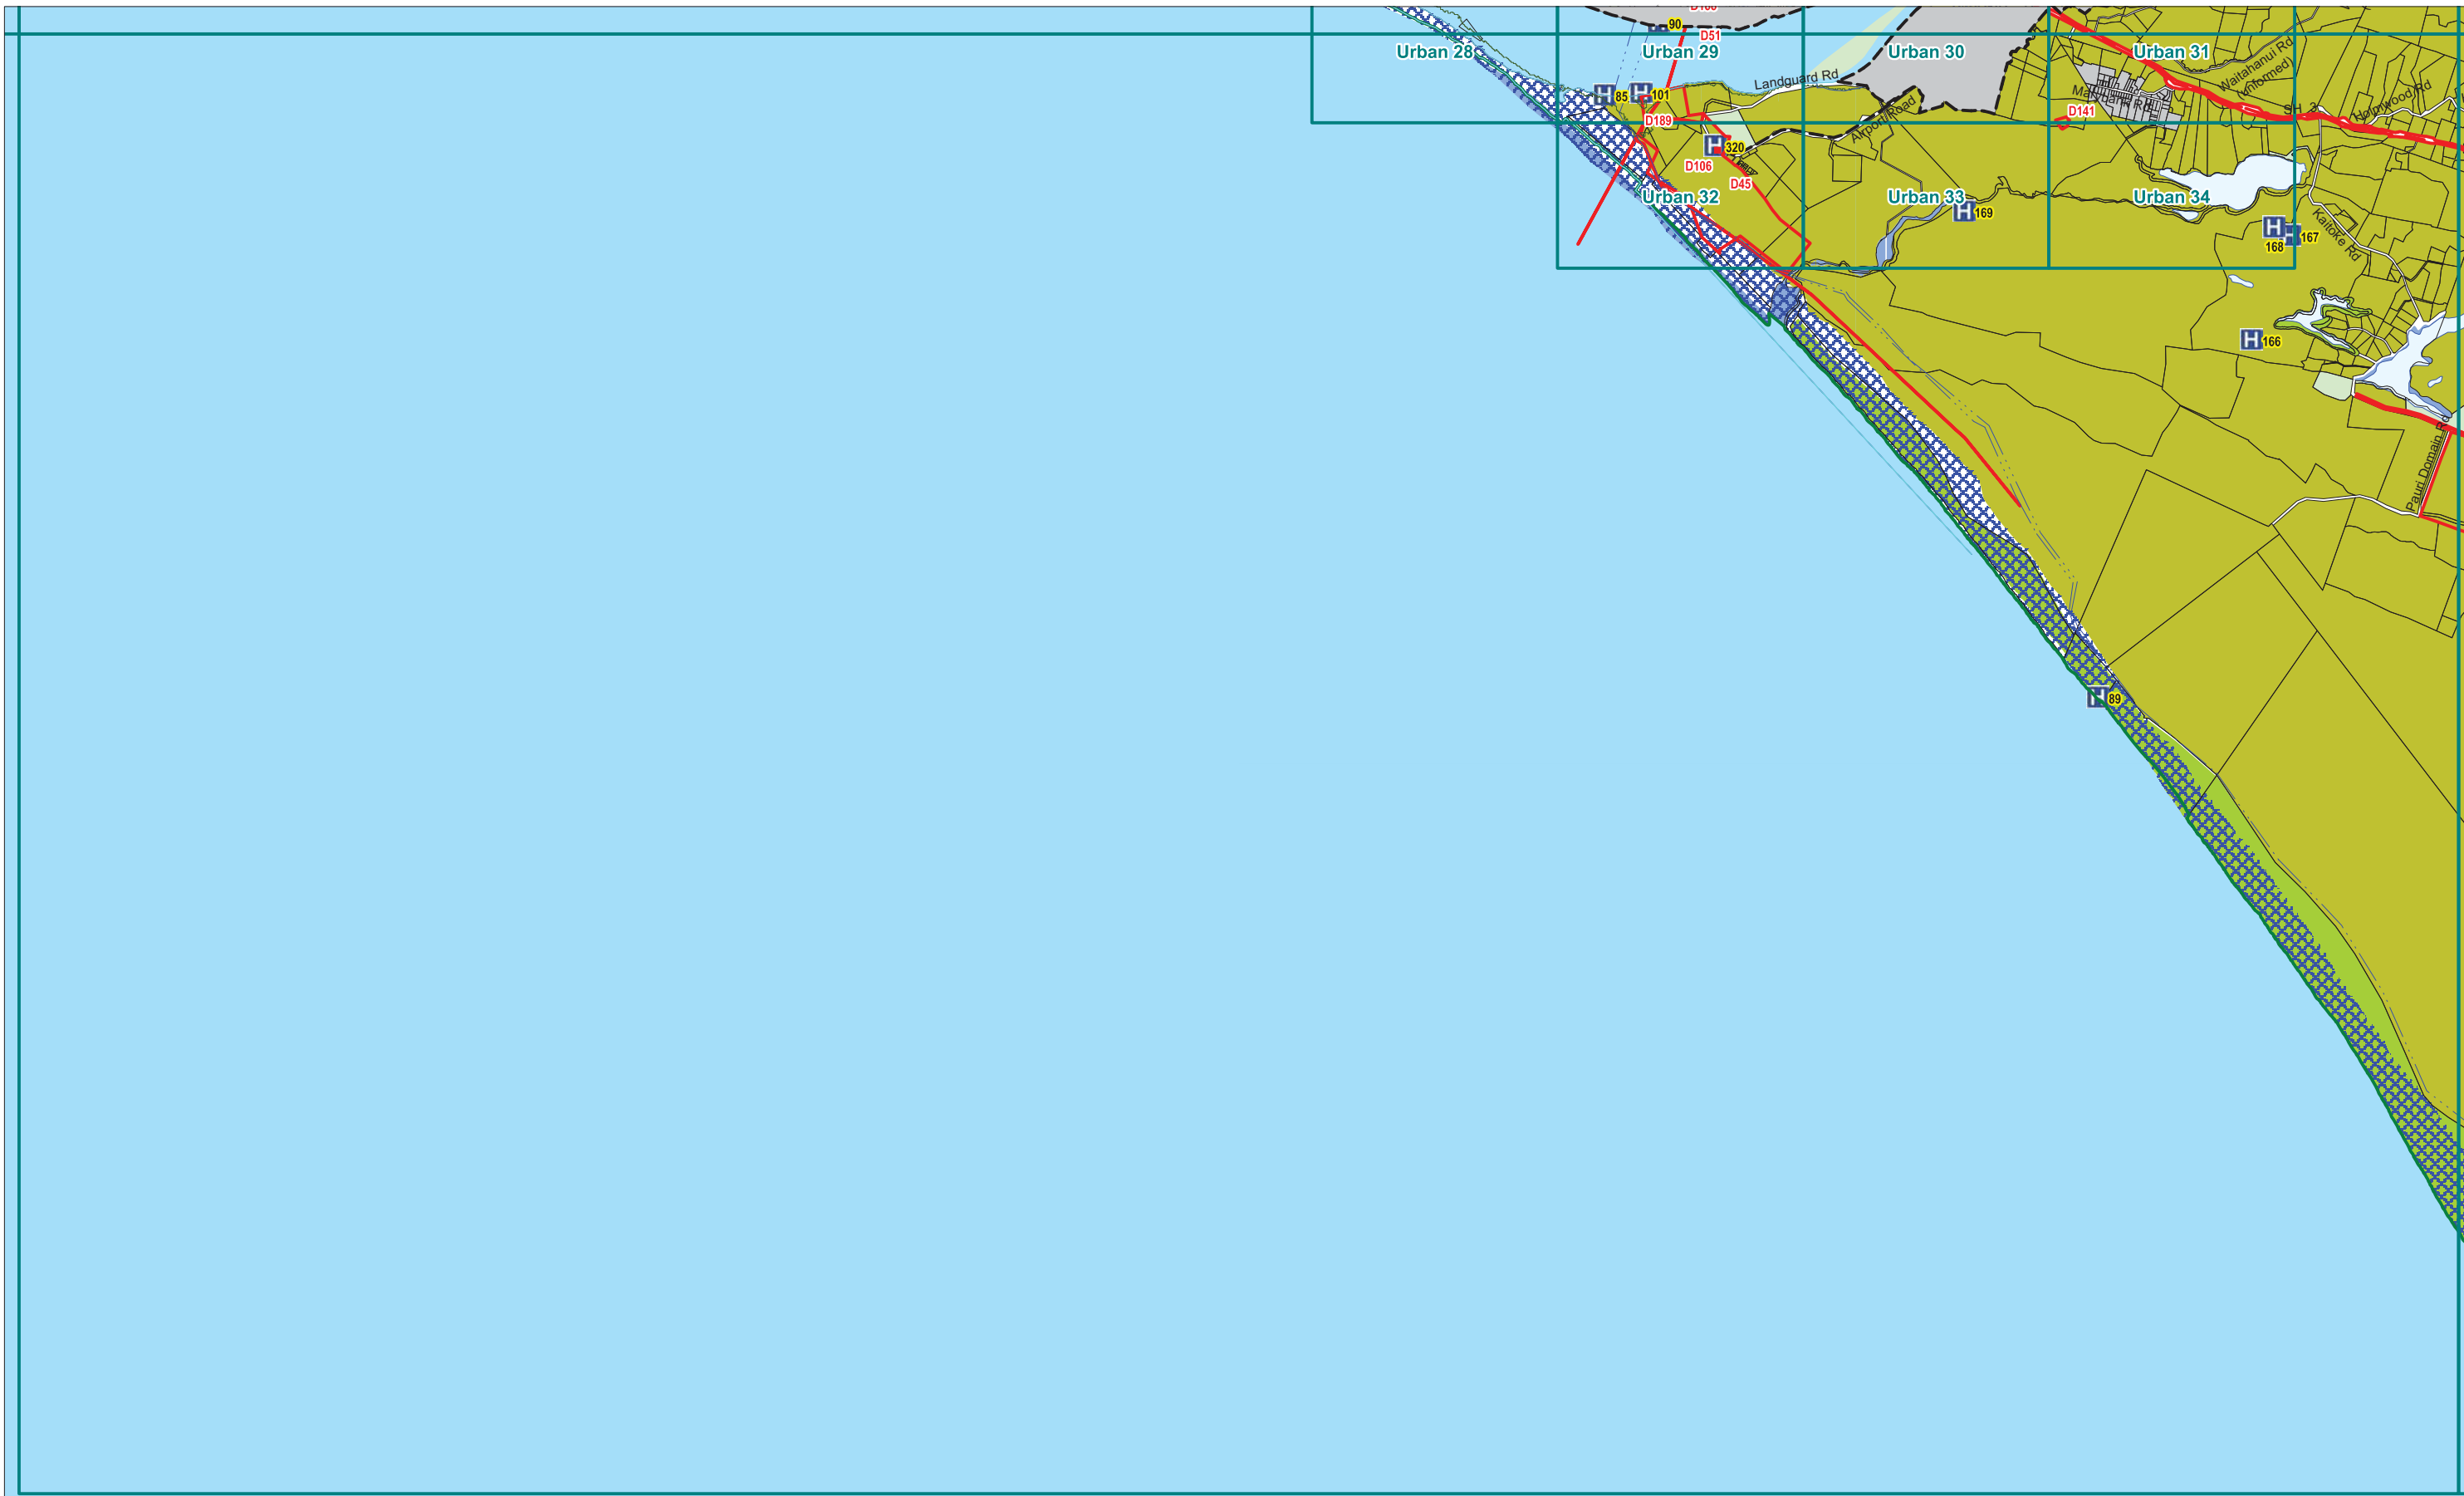 90
D51
Urban 28
Urban 29
Urban 30
Urban 31
Landguard Rd
Waitahanui Rd
(unformed)
85
101
SH 3
Holmwood Rd
D141
D189
Airport Road
320
D106
D45
Urban 32
Urban 33
Urban 34
169
Kaitoke Rd
168
167
166
Pauri Domain Rd
89